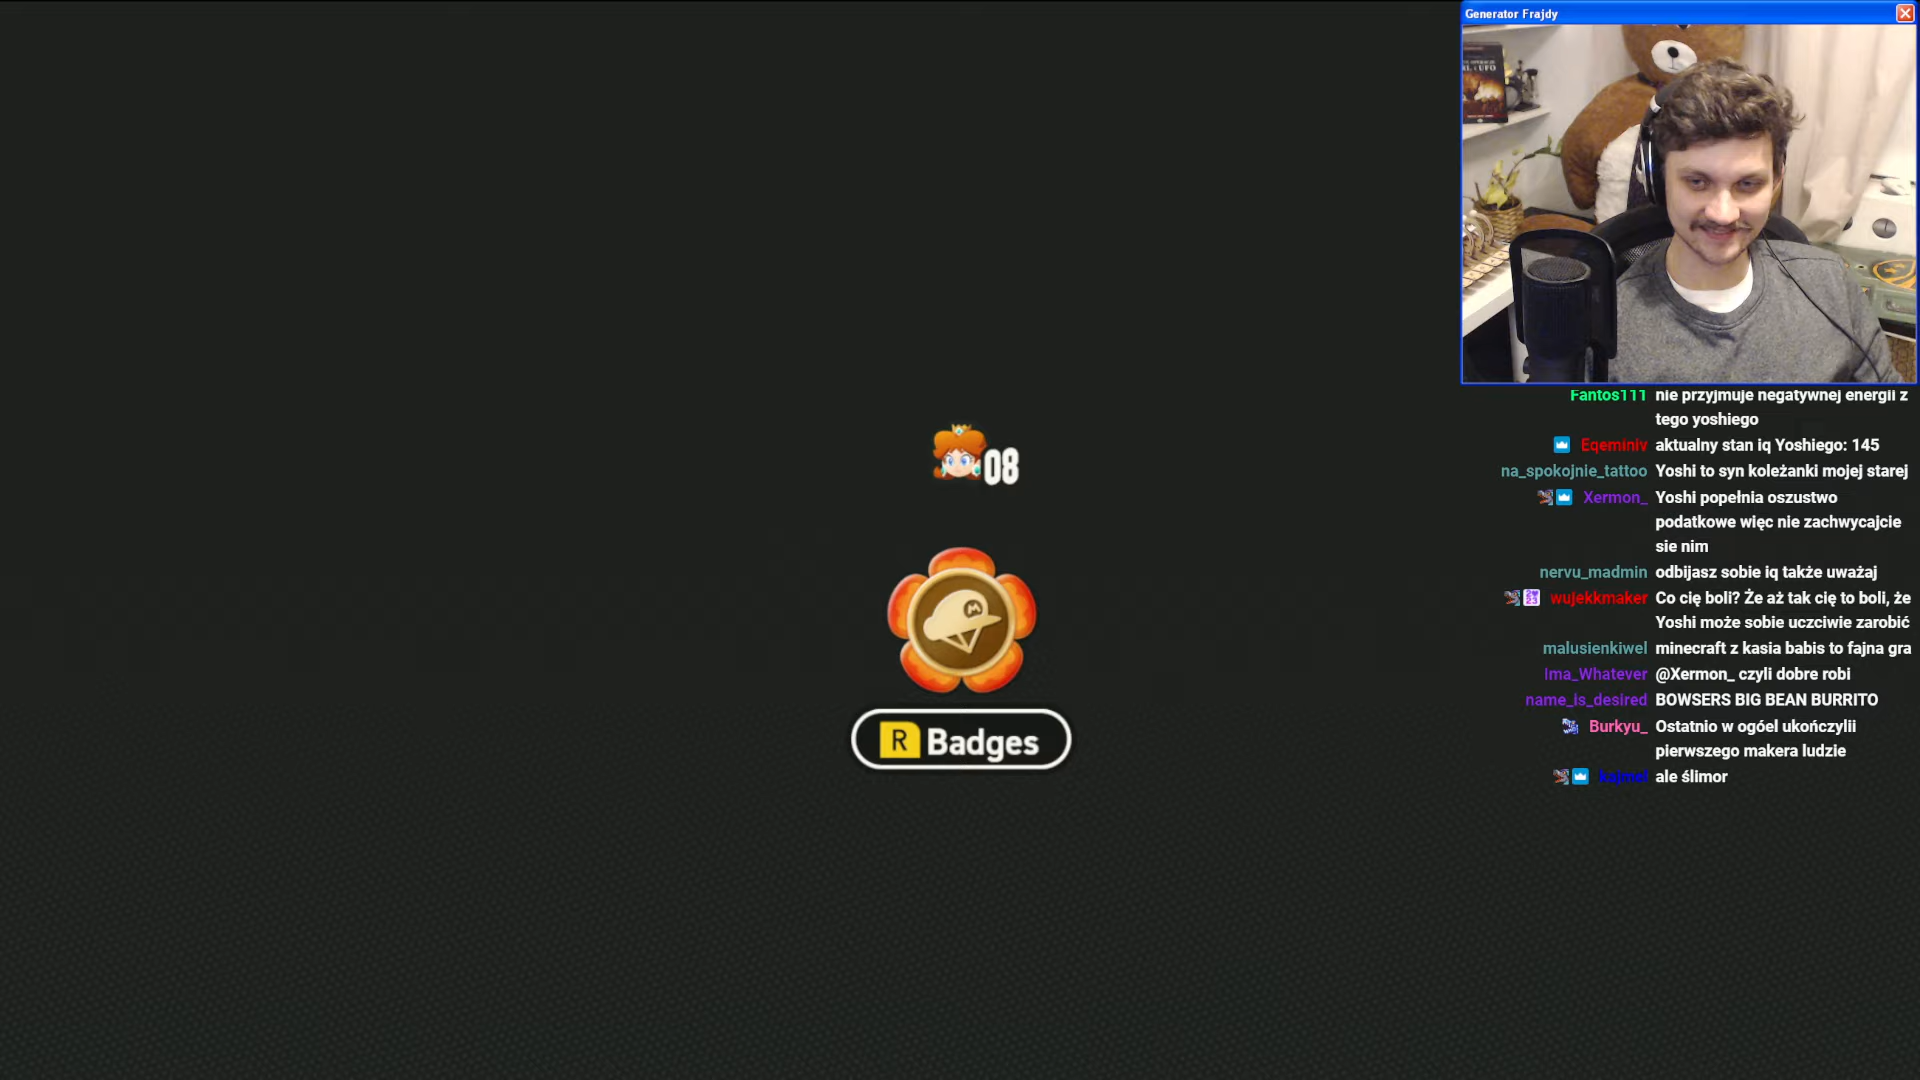 Generator Frajdy
Fantos111 nie przyjmuje negatywnej energii z
tego yoshiego
Eqeminiv aktualny stan iq Yoshiego: 145
na_spokojnie_tattoo Yoshi to syn koleżanki mojej starej
Xermon_ Yoshi popełnia oszustwo
podatkowe więc nie zachwycajcie
sie nim
nervu_madmin odbijasz sobie iq także uważaj
wujekkmaker Co cię boli? Że aż tak cię to boli, że
Yoshi może sobie uczciwie zarobić
malusienkiwel minecraft z kasia babis to fajna gra
Ima_Whatever @Xermon_ czyli dobre robi
name_is_desired BOWSERS BIG BEAN BURRITO
Burkyu_ Ostatnio w ogóel ukończylii
pierwszego makera ludzie
kajmel ale ślimor
08
M
R Badges